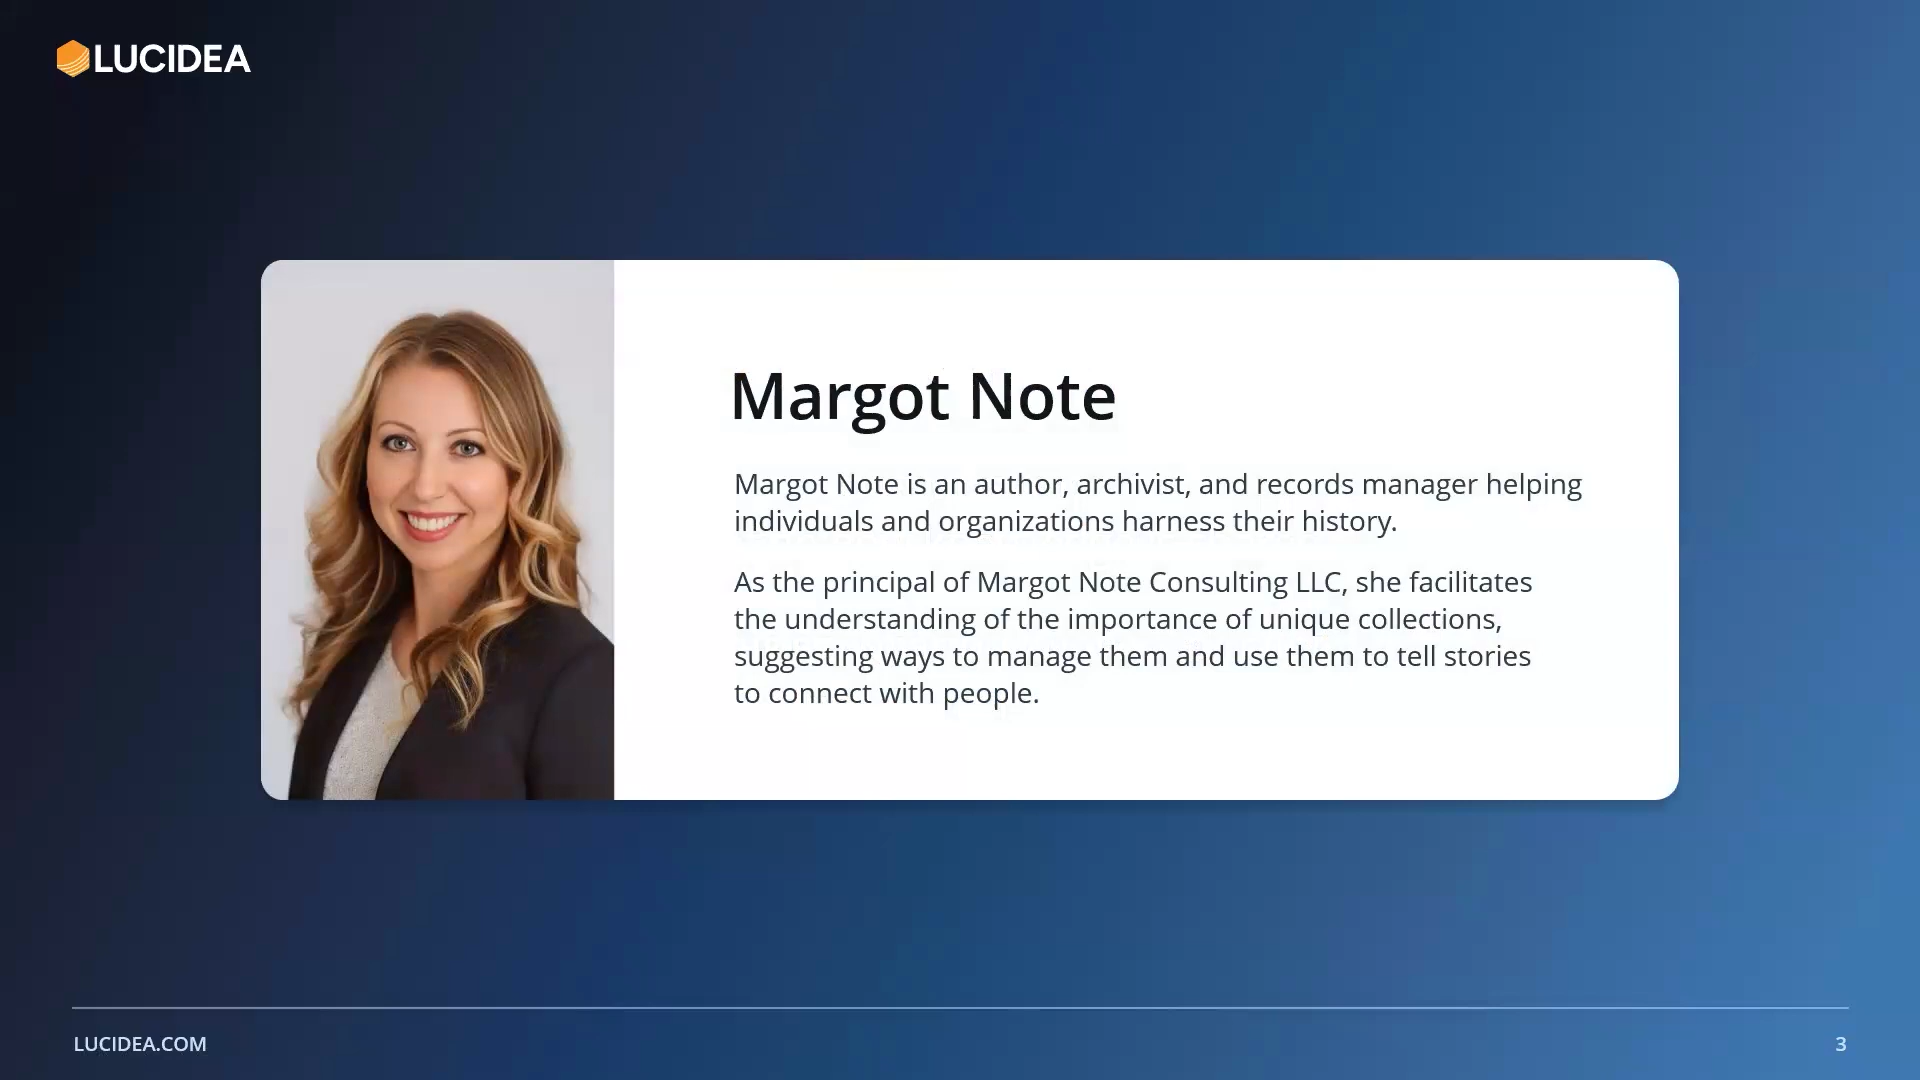 LUCIDEA
Margot Note
Margot Note is an author, archivist, and records manager helping
individuals and organizations harness their history.
As the principal of Margot Note Consulting LLC, she facilitates
the understanding of the importance of unique collections,
suggesting ways to manage them and use them to tell stories
to connect with people.
LUCIDEA.COM
3